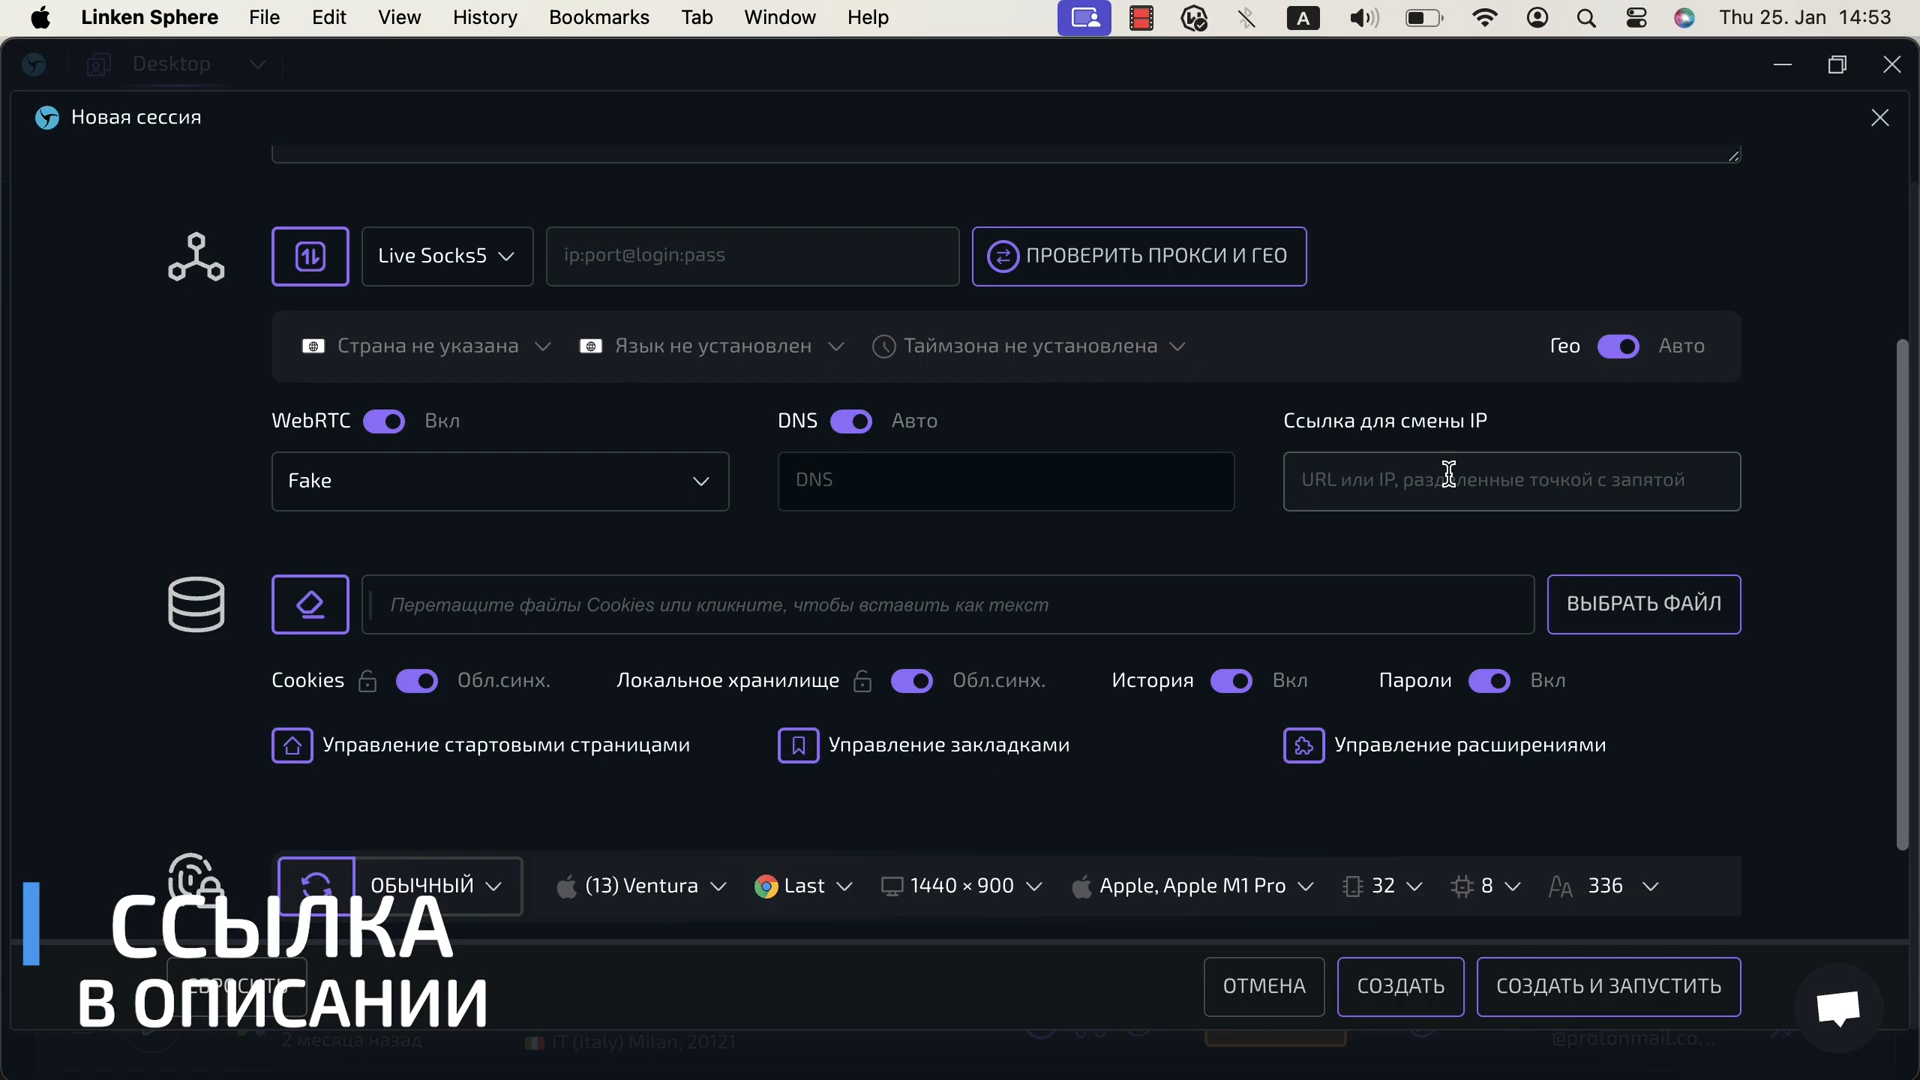 Linken Sphere File Edit View History Bookmarks Tab Window Help A Thu 25. Jan 14:53
Desktop
Новая сессия
Live Socks5 ip:port@login:pass ПРОВЕРИТЬ ПРОКСИ И ГЕО
Страна не указана Язык не установлен Таймзона не установлена Гео Авто
WebRTC Вкл DNS Авто Ссылка для смены IP
Fake DNS URL или IP, разделенные точкой с запятой
Перетащите файлы Cookies или кликните, чтобы вставить как текст ВЫБРАТЬ ФАЙЛ
Cookies Обл.синх. Локальное хранилище Обл.синх. История Вкл Пароли Вкл
Управление стартовыми страницами Управление закладками Управление расширениями
ОБЫЧНЫЙ (13) Ventura Last 1440 × 900 Apple, Apple M1 Pro 32 8 336
ССЫЛКА
В ОПИСАНИИ
СБРОСИТЬ ОТМЕНА СОЗДАТЬ СОЗДАТЬ И ЗАПУСТИТЬ
2 месяца назад IT (Italy) Milan, 20121 @protonmail.co...